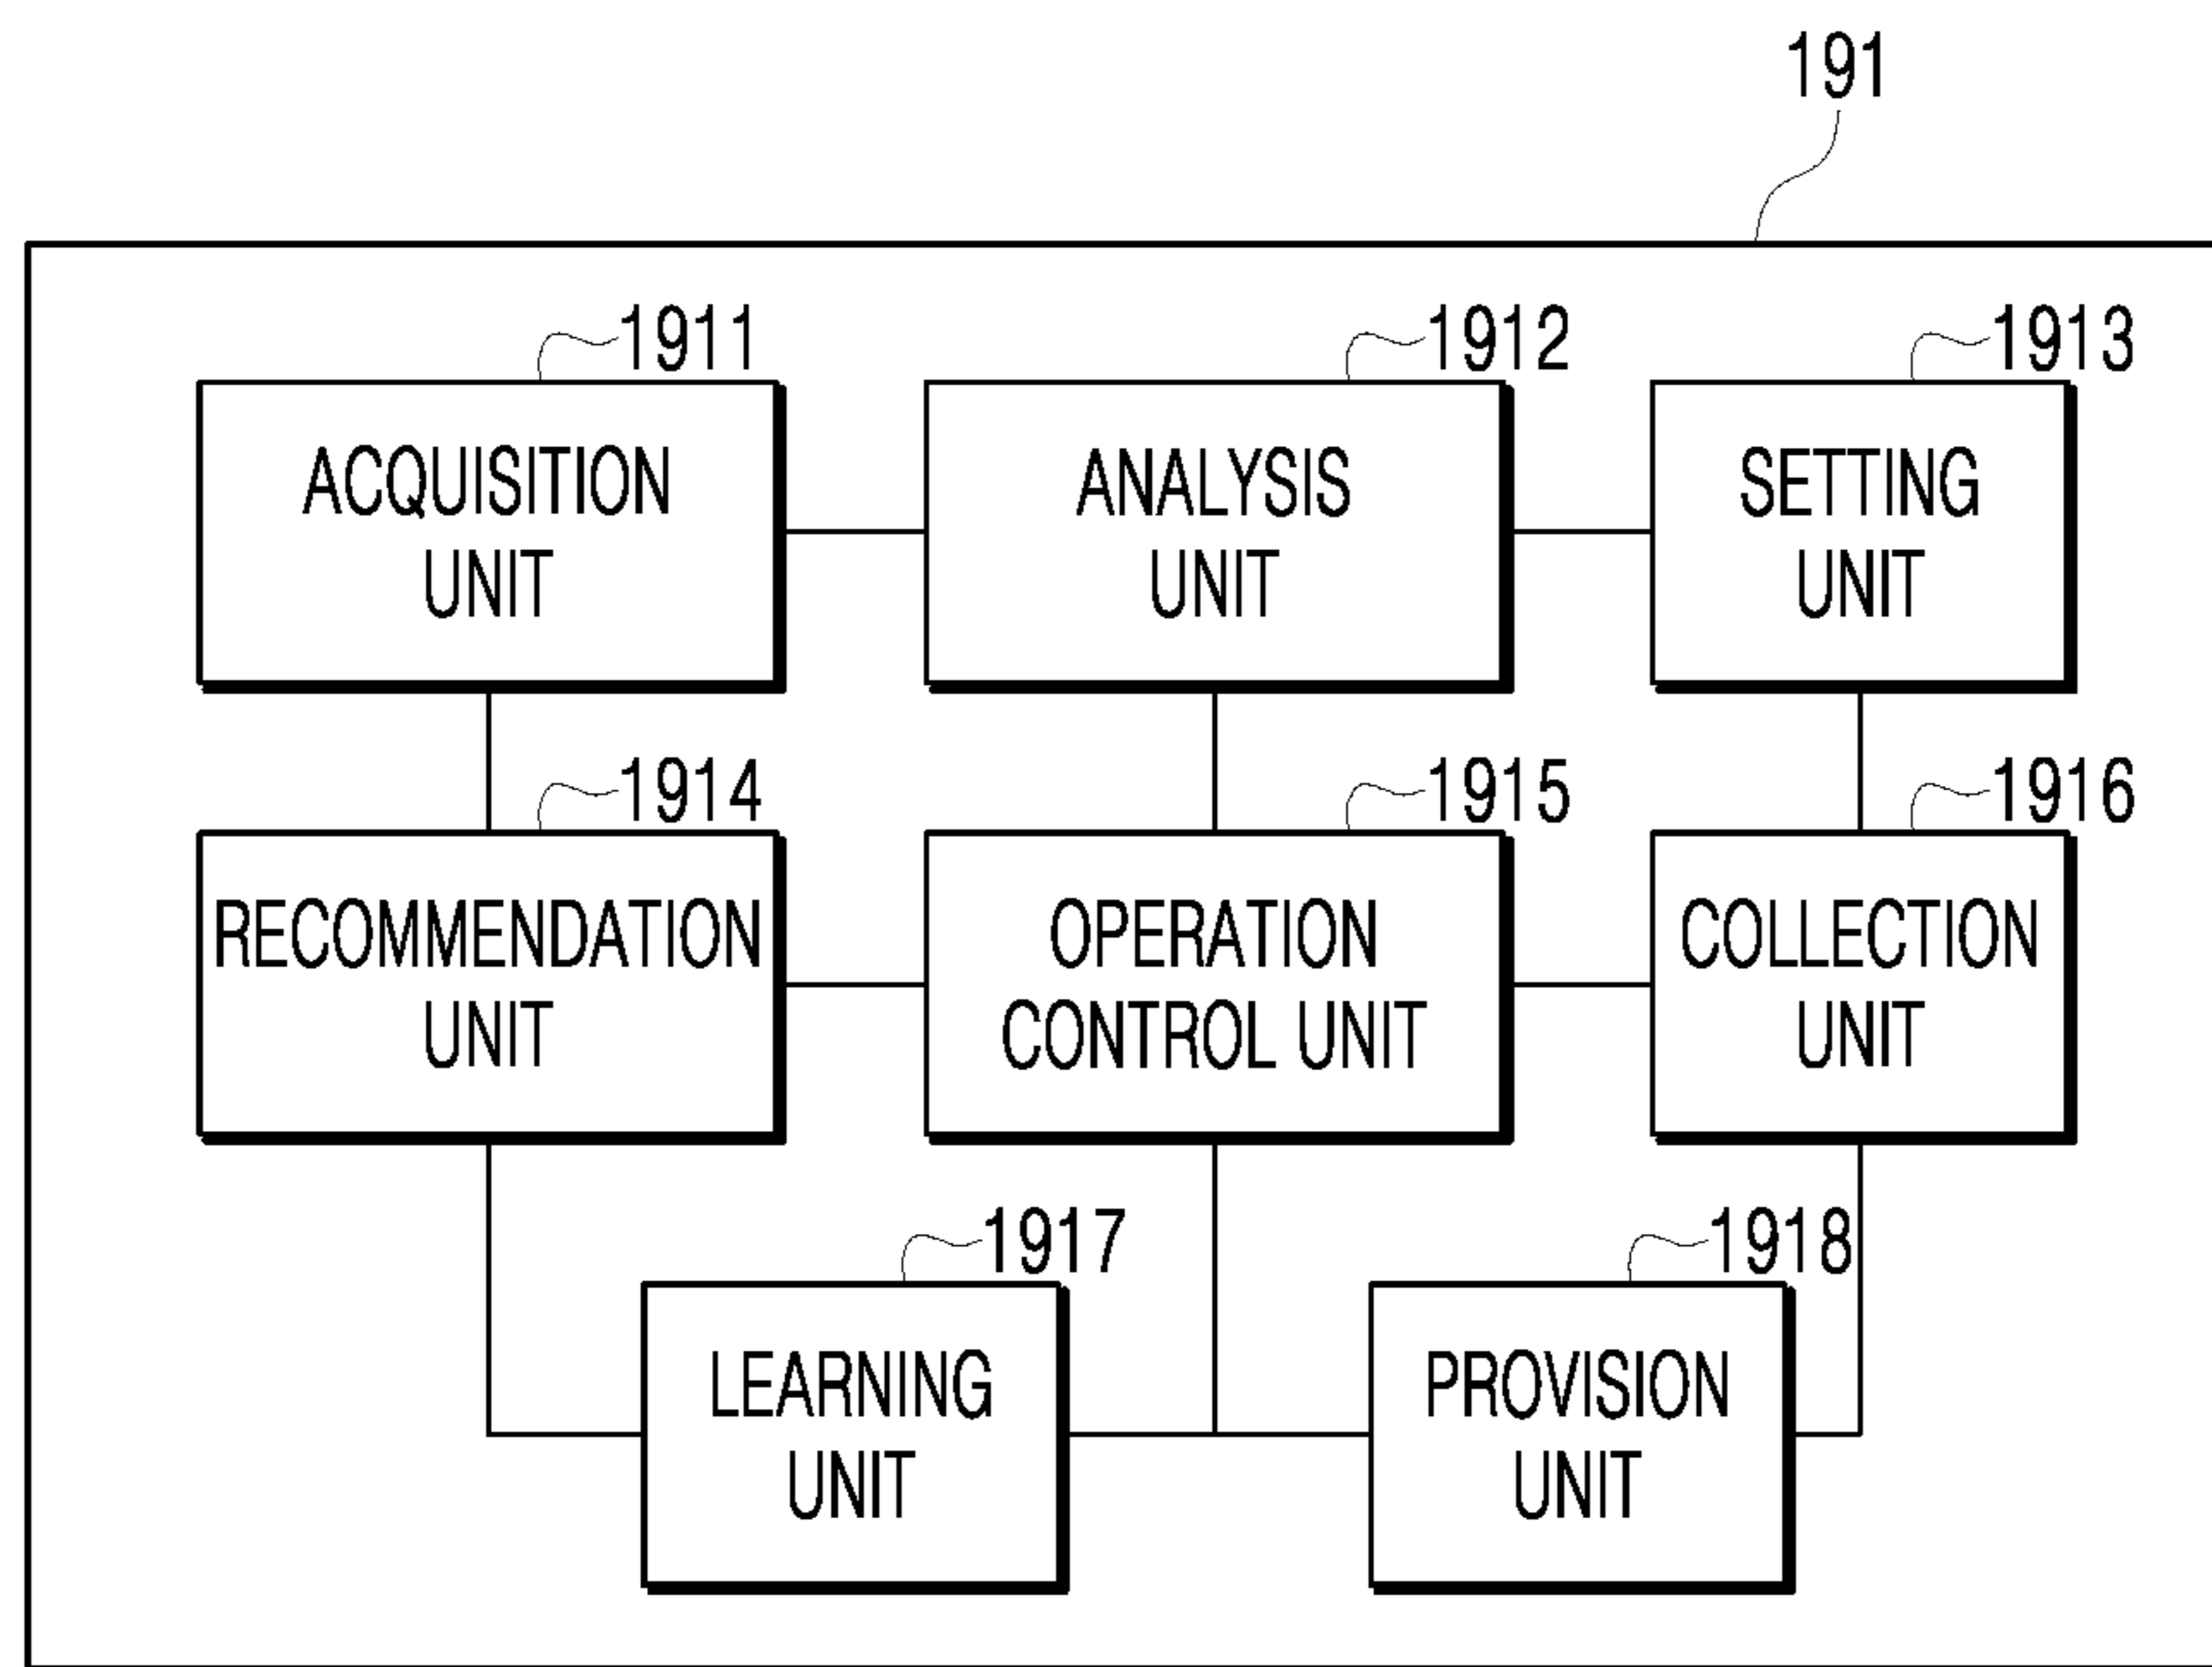 191
1911
1912
1913
ACQUISITION
UNIT
ANALYSIS
UNIT
SETTING
UNIT
1914
1915
1916
RECOMMENDATION
UNIT
OPERATION
CONTROL UNIT
COLLECTION
UNIT
1917
1918
LEARNING
UNIT
PROVISION
UNIT